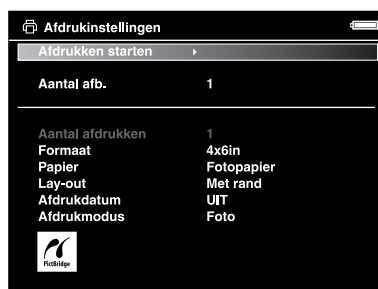 Afdrukinstellingen
Afdrukken starten
Aantal afb. 1
Aantal afdrukken 1
Formaat 4x6in
Papier Fotopapier
Lay-out Met rand
Afdrukdatum UIT
Afdrukmodus Foto
PictBridge